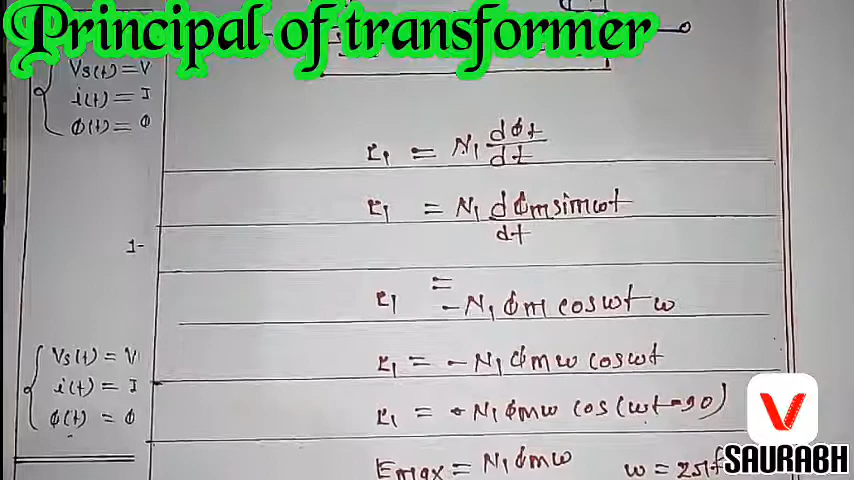 Principal of transformer
Vs(t) = V
i(t) = I
Φ(t) = Φ
E1 = N1 dΦt/dt
E1 = N1 dΦm sinωt/dt
1-
E1 = -N1 Φm cosωt ω
Vs(t) = V
E1 = -N1 Φmω cosωt
i(t) = I
Φ(t) = Φ
E1 = -N1 Φmω cos(ωt-90)
Emax = N1 Φmω ω = 2πf
V
SAURABH